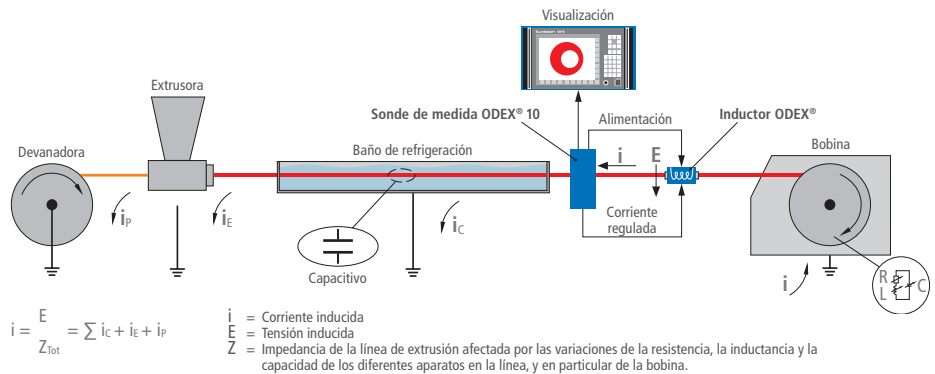 Visualización
Extrusora
Sonde de medida ODEX® 10
Alimentación
Inductor ODEX®
Devanadora
Baño de refrigeración
Bobina
i
E
iP
iE
iC
Corriente
regulada
Capacitivo
i
R
L
C
i = E / ZTot = ∑ iC + iE + iP
i = Corriente inducida
E = Tensión inducida
Z = Impedancia de la línea de extrusión afectada por las variaciones de la resistencia, la inductancia y la
capacidad de los diferentes aparatos en la línea, y en particular de la bobina.